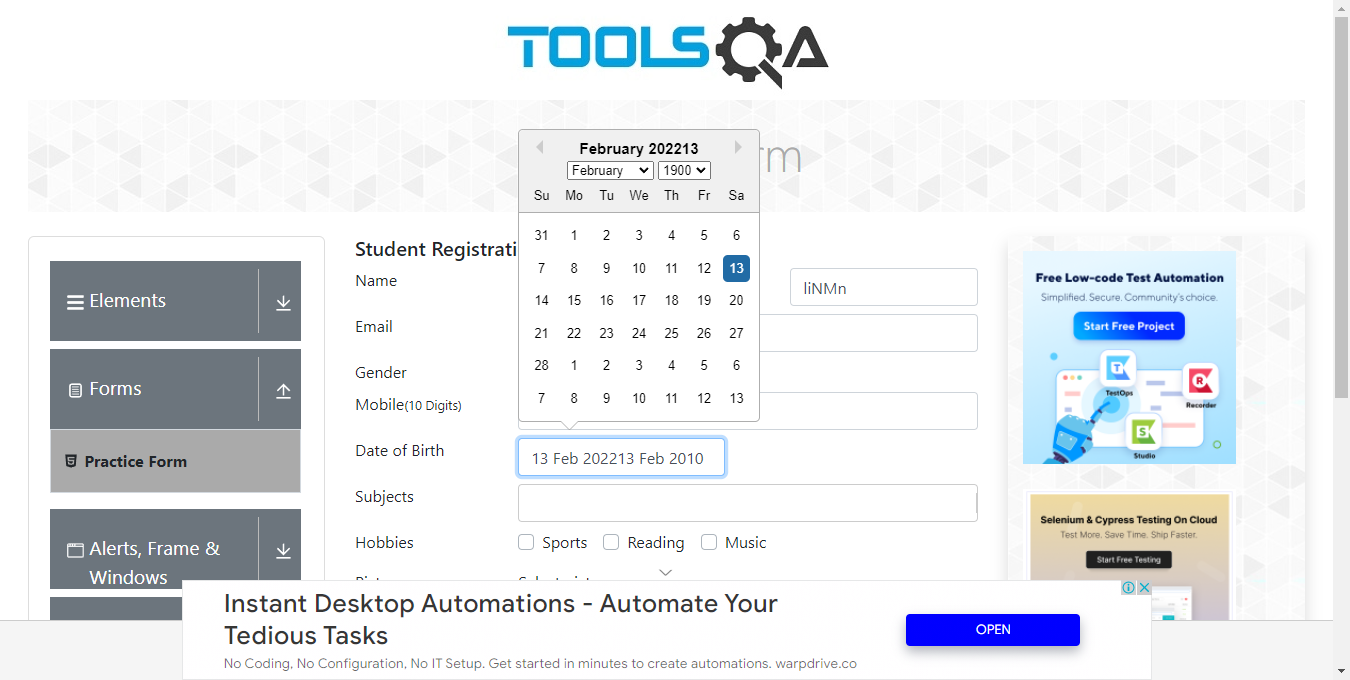 TOOLSQA
rm
Elements
Forms
Practice Form
Alerts, Frame &
Windows
Student Registrati
Name
liNMn
Email
Gender
Mobile(10 Digits)
Date of Birth
13 Feb 202213 Feb 2010
Subjects
Hobbies
Sports Reading Music
February 202213
February 1900
Su Mo Tu We Th Fr Sa
31 1 2 3 4 5 6
7 8 9 10 11 12 13
14 15 16 17 18 19 20
21 22 23 24 25 26 27
28 1 2 3 4 5 6
7 8 9 10 11 12 13
Free Low-code Test Automation
Simplified. Secure. Community's choice.
Start Free Project
TestOps
Recorder
Studio
Selenium & Cypress Testing On Cloud
Test More. Save Time. Ship Faster.
Start Free Testing
Instant Desktop Automations - Automate Your
Tedious Tasks
No Coding, No Configuration, No IT Setup. Get started in minutes to create automations. warpdrive.co
OPEN